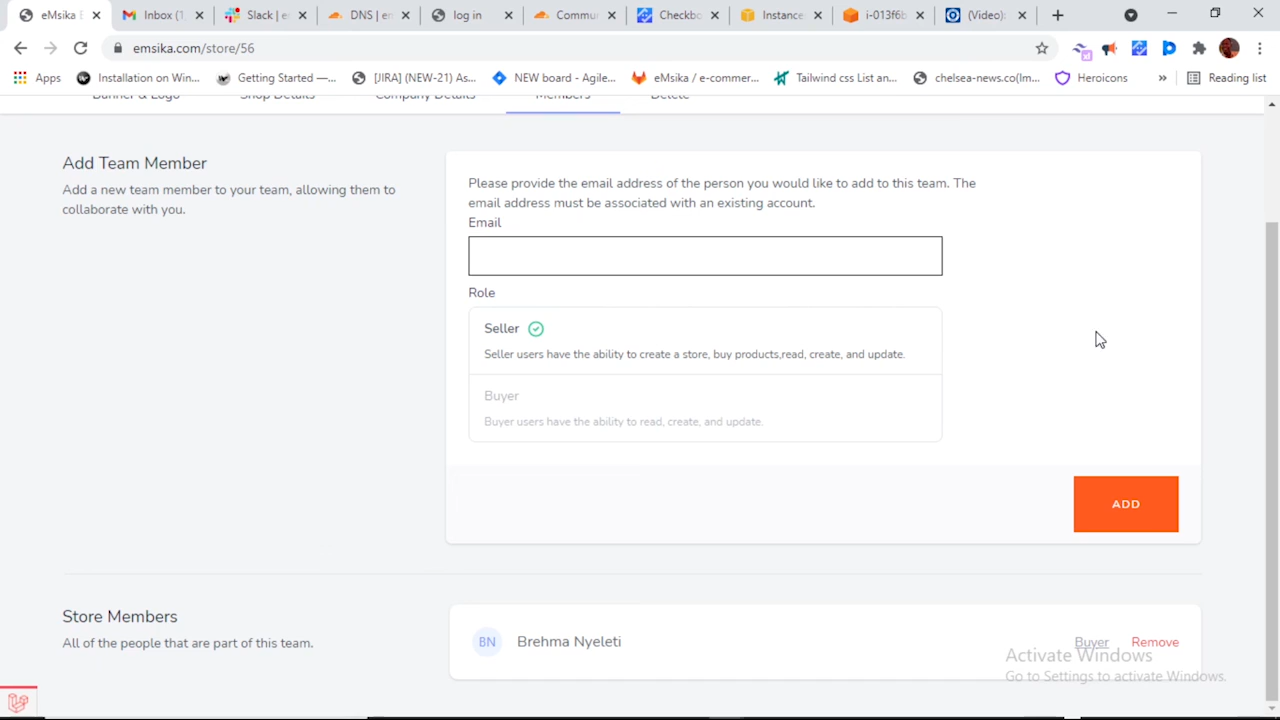 eMsika E
Inbox (1
Slack | e
DNS | em
log in
Commu
Checkbo
Instance
i-013f6b
(Video)
emsika.com/store/56
Apps
Installation on Win...
Getting Started —...
[JIRA] (NEW-21) As...
NEW board - Agile...
eMsika / e-commer...
Tailwind css List an...
chelsea-news.co(Im...
Heroicons
»
Reading list
Banner & Logo
Shop Details
Company Details
Members
Delete
Add Team Member
Add a new team member to your team, allowing them to
collaborate with you.
Please provide the email address of the person you would like to add to this team. The
email address must be associated with an existing account.
Email
Role
Seller
Seller users have the ability to create a store, buy products,read, create, and update.
Buyer
Buyer users have the ability to read, create, and update.
ADD
Store Members
All of the people that are part of this team.
BN
Brehma Nyeleti
Buyer
Remove
Activate Windows
Go to Settings to activate Windows.